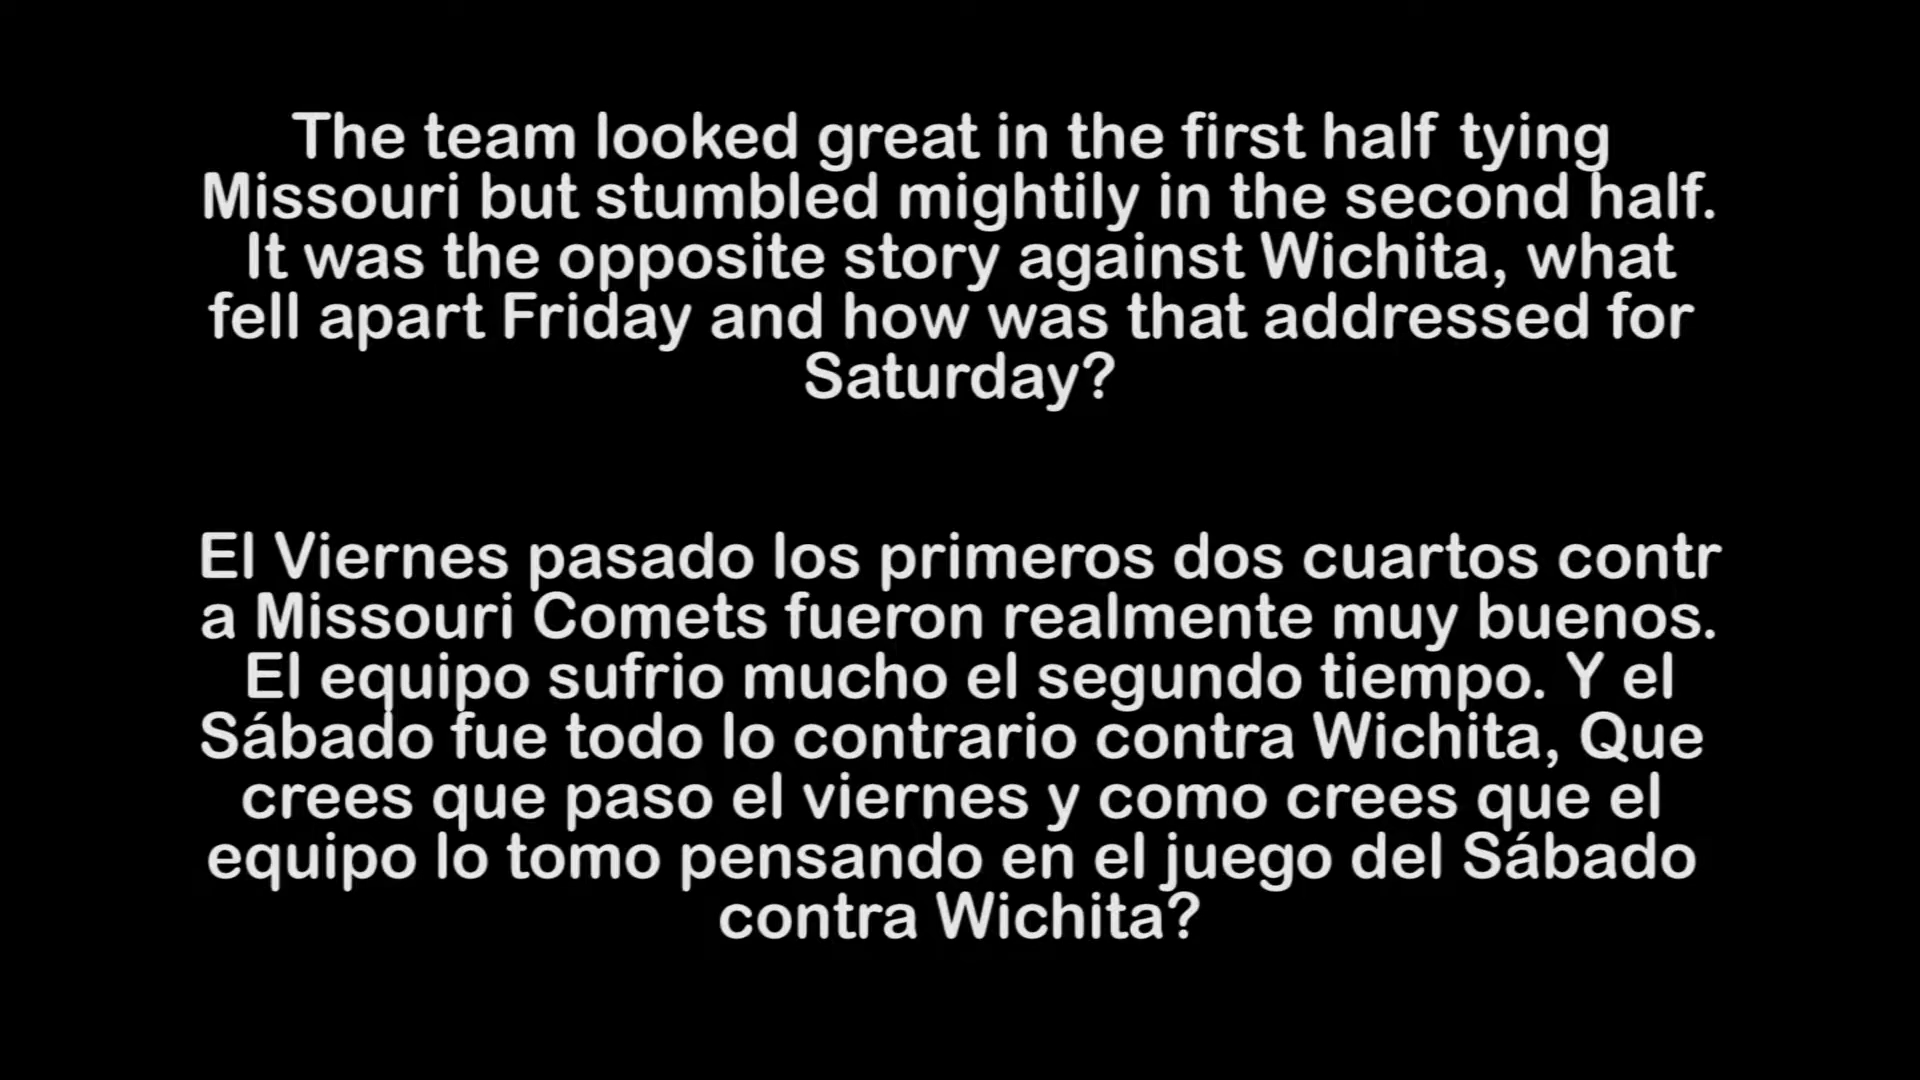 The team looked great in the first half tying
Missouri but stumbled mightily in the second half.
It was the opposite story against Wichita, what
fell apart Friday and how was that addressed for
Saturday?
El Viernes pasado los primeros dos cuartos contr
a Missouri Comets fueron realmente muy buenos.
El equipo sufrio mucho el segundo tiempo. Y el
Sábado fue todo lo contrario contra Wichita, Que
crees que paso el viernes y como crees que el
equipo lo tomo pensando en el juego del Sábado
contra Wichita?